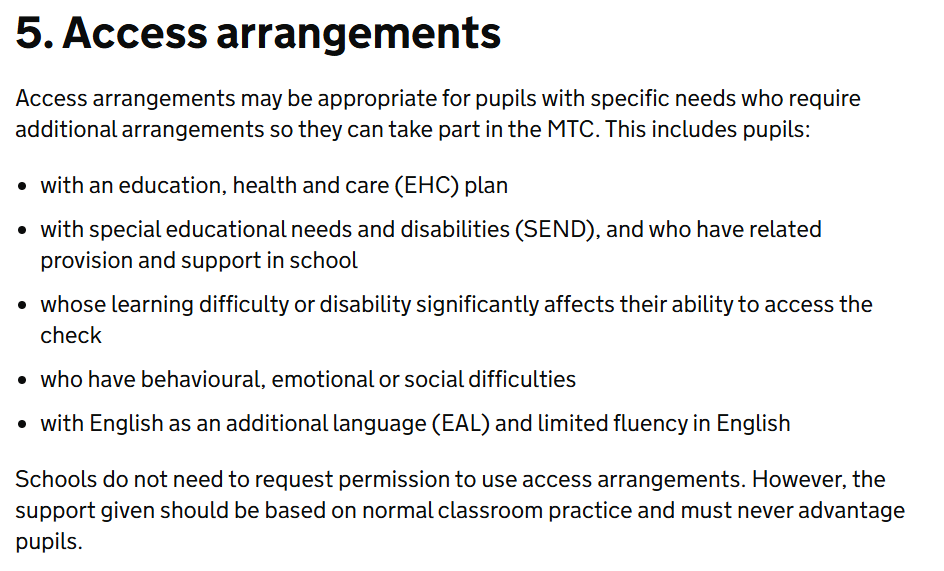 5. Access arrangements
Access arrangements may be appropriate for pupils with specific needs who require
additional arrangements so they can take part in the MTC. This includes pupils:
• with an education, health and care (EHC) plan
• with special educational needs and disabilities (SEND), and who have related
provision and support in school
• whose learning difficulty or disability significantly affects their ability to access the
check
• who have behavioural, emotional or social difficulties
• with English as an additional language (EAL) and limited fluency in English
Schools do not need to request permission to use access arrangements. However, the
support given should be based on normal classroom practice and must never advantage
pupils.